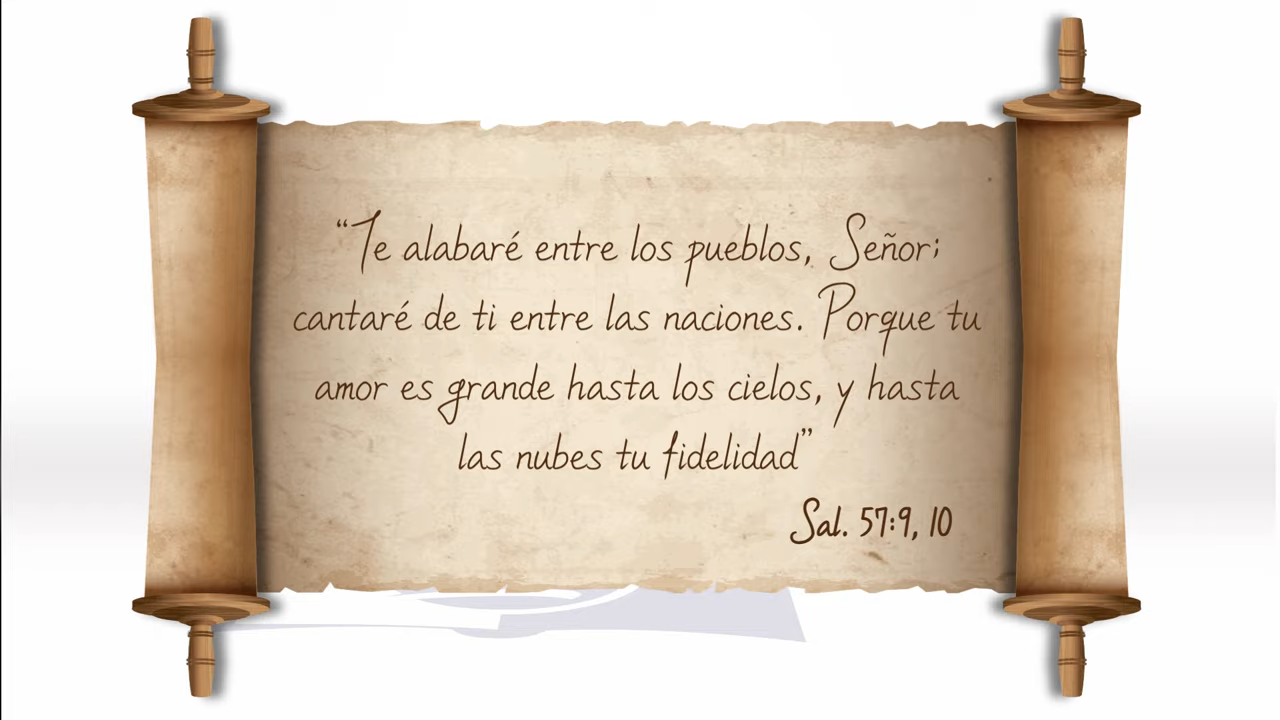 “Te alabaré entre los pueblos, Señor;
cantaré de ti entre las naciones. Porque tu
amor es grande hasta los cielos, y hasta
las nubes tu fidelidad”
Sal. 57:9, 10